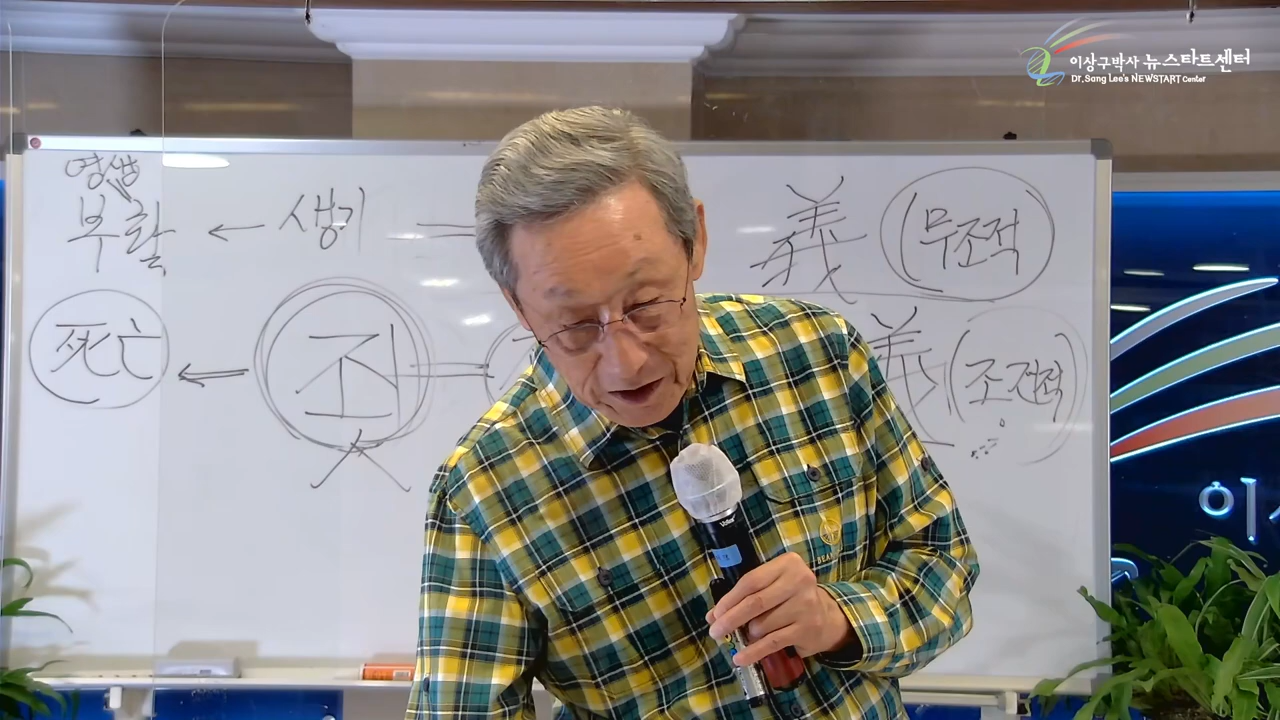 이상구박사 뉴스타트센터
Dr. Sang Lee's NEWSTART Center
영생
부활 ← 생기 = 義 (무조적)
死亡 ← 죄 = 義 (조건적)
이